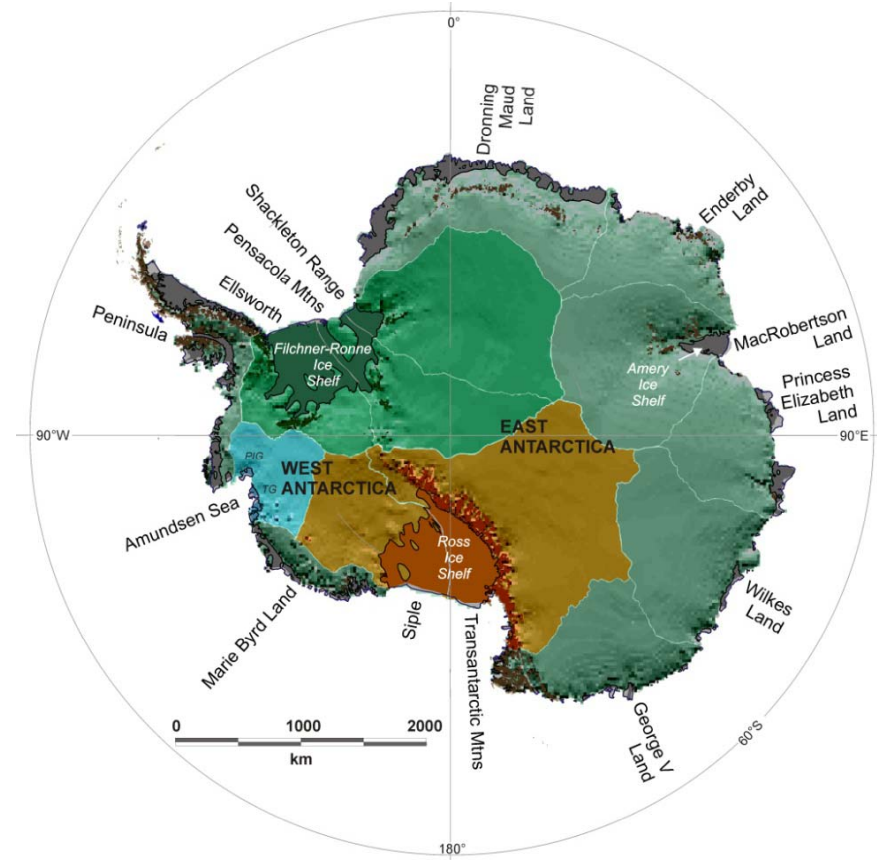 0°
Dronning
Maud
Land
Enderby
Land
Shackleton Range
Pensacola Mtns
Ellsworth
Peninsula
Filchner-Ronne
Ice
Shelf
MacRobertson
Land
Amery
Ice
Shelf
Princess
Elizabeth
Land
90°W
EAST
ANTARCTICA
90°E
PIG
WEST
ANTARCTICA
TG
Amundsen Sea
Ross
Ice
Shelf
Marie Byrd Land
Siple
Transantarctic Mtns
Wilkes
Land
George V
Land
60°S
0 1000 2000
km
180°